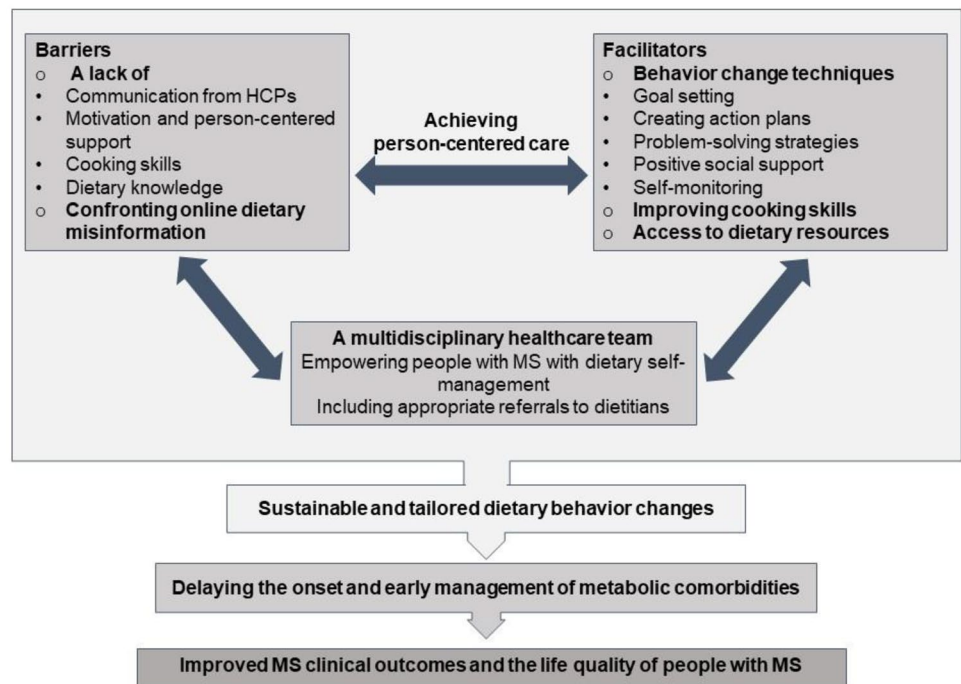 Barriers
o A lack of
• Communication from HCPs
• Motivation and person-centered
support
• Cooking skills
• Dietary knowledge
o Confronting online dietary
misinformation
Achieving
person-centered care
Facilitators
o Behavior change techniques
• Goal setting
• Creating action plans
• Problem-solving strategies
• Positive social support
• Self-monitoring
o Improving cooking skills
o Access to dietary resources
A multidisciplinary healthcare team
Empowering people with MS with dietary self-
management
Including appropriate referrals to dietitians
Sustainable and tailored dietary behavior changes
Delaying the onset and early management of metabolic comorbidities
Improved MS clinical outcomes and the life quality of people with MS